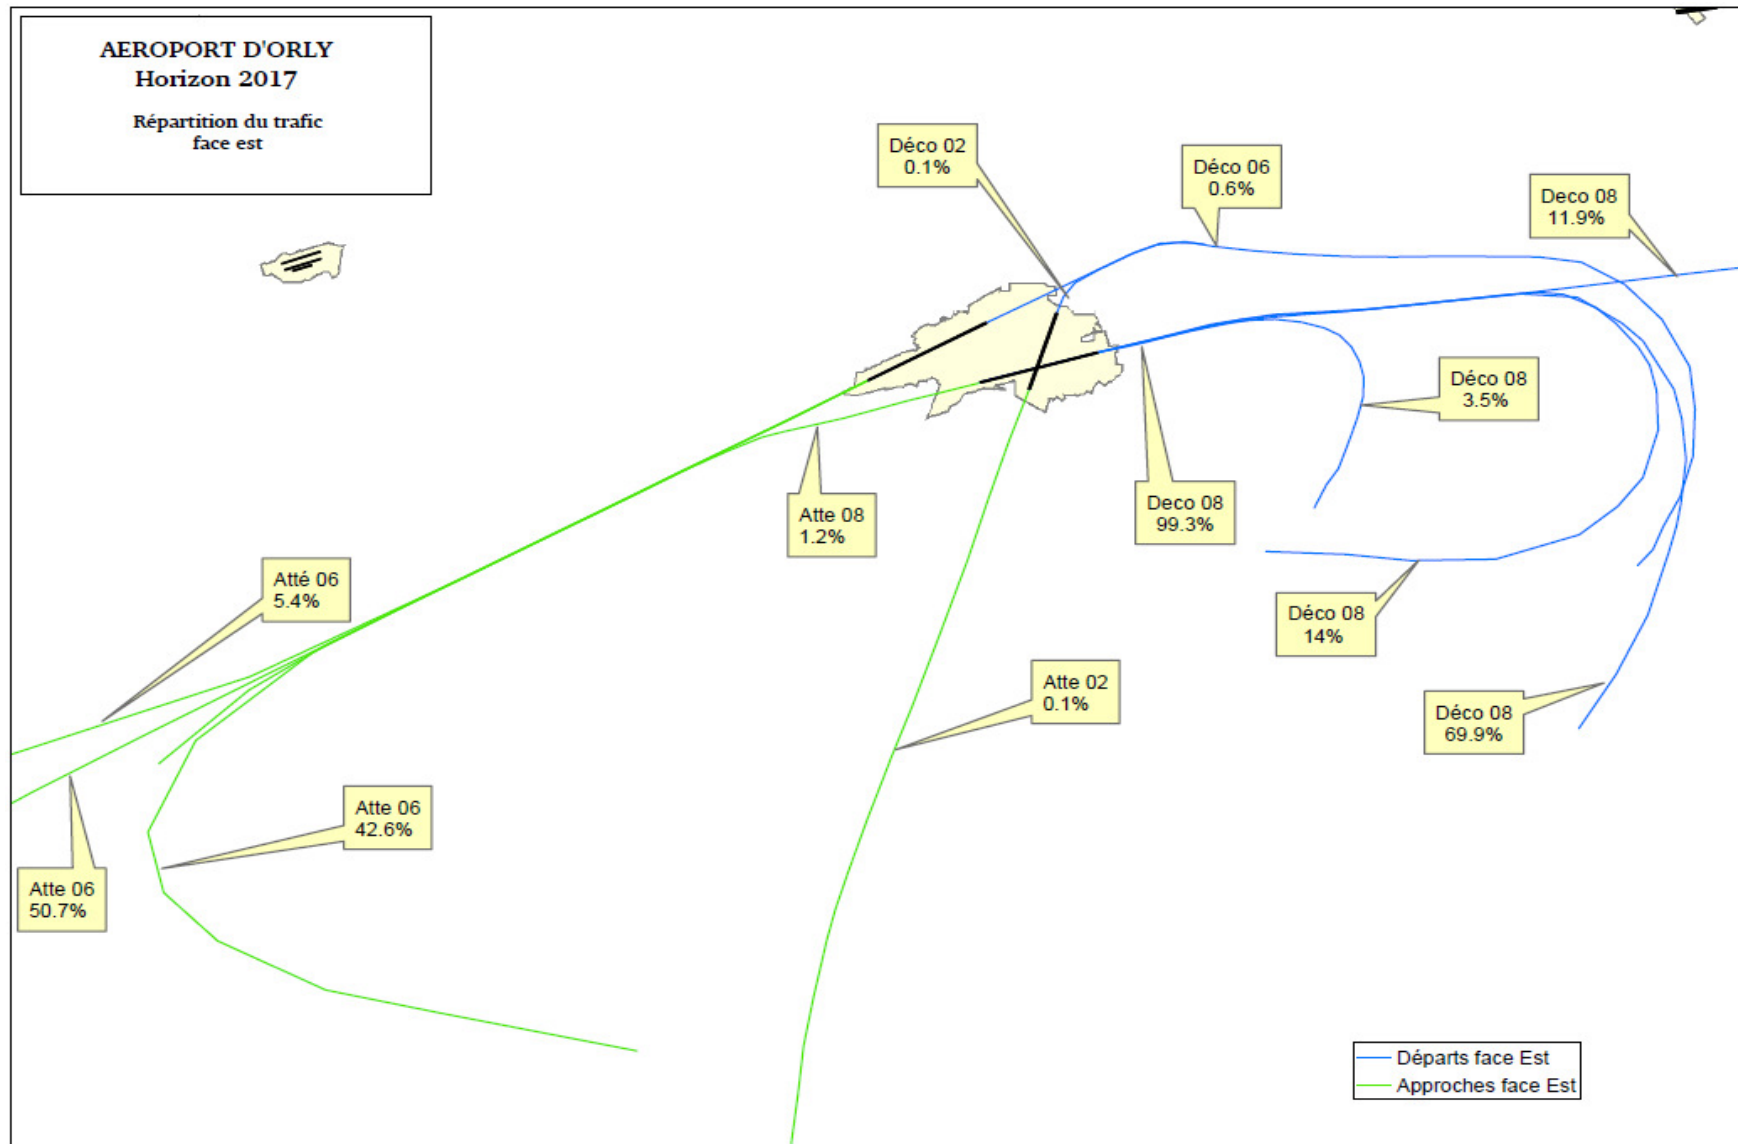 AEROPORT D'ORLY
Horizon 2017
Répartition du trafic
face est
Déco 02
0.1%
Déco 06
0.6%
Deco 08
11.9%
Déco 08
3.5%
Atte 08
1.2%
Deco 08
99.3%
Atté 06
5.4%
Déco 08
14%
Atte 02
0.1%
Déco 08
69.9%
Atte 06
42.6%
Atte 06
50.7%
Départs face Est
Approches face Est